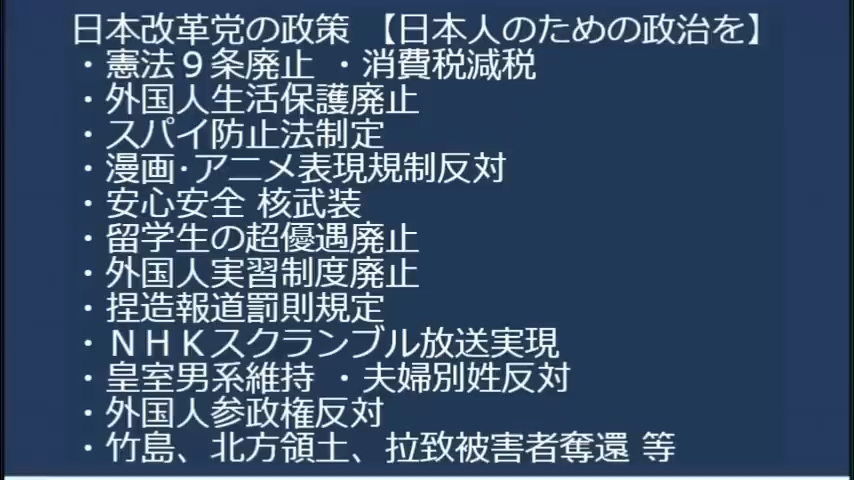 日本改革党の政策 【日本人のための政治を】
・憲法９条廃止 ・消費税減税
・外国人生活保護廃止
・スパイ防止法制定
・漫画･アニメ表現規制反対
・安心安全 核武装
・留学生の超優遇廃止
・外国人実習制度廃止
・捏造報道罰則規定
・ＮＨＫスクランブル放送実現
・皇室男系維持 ・夫婦別姓反対
・外国人参政権反対
・竹島、北方領土、拉致被害者奪還 等